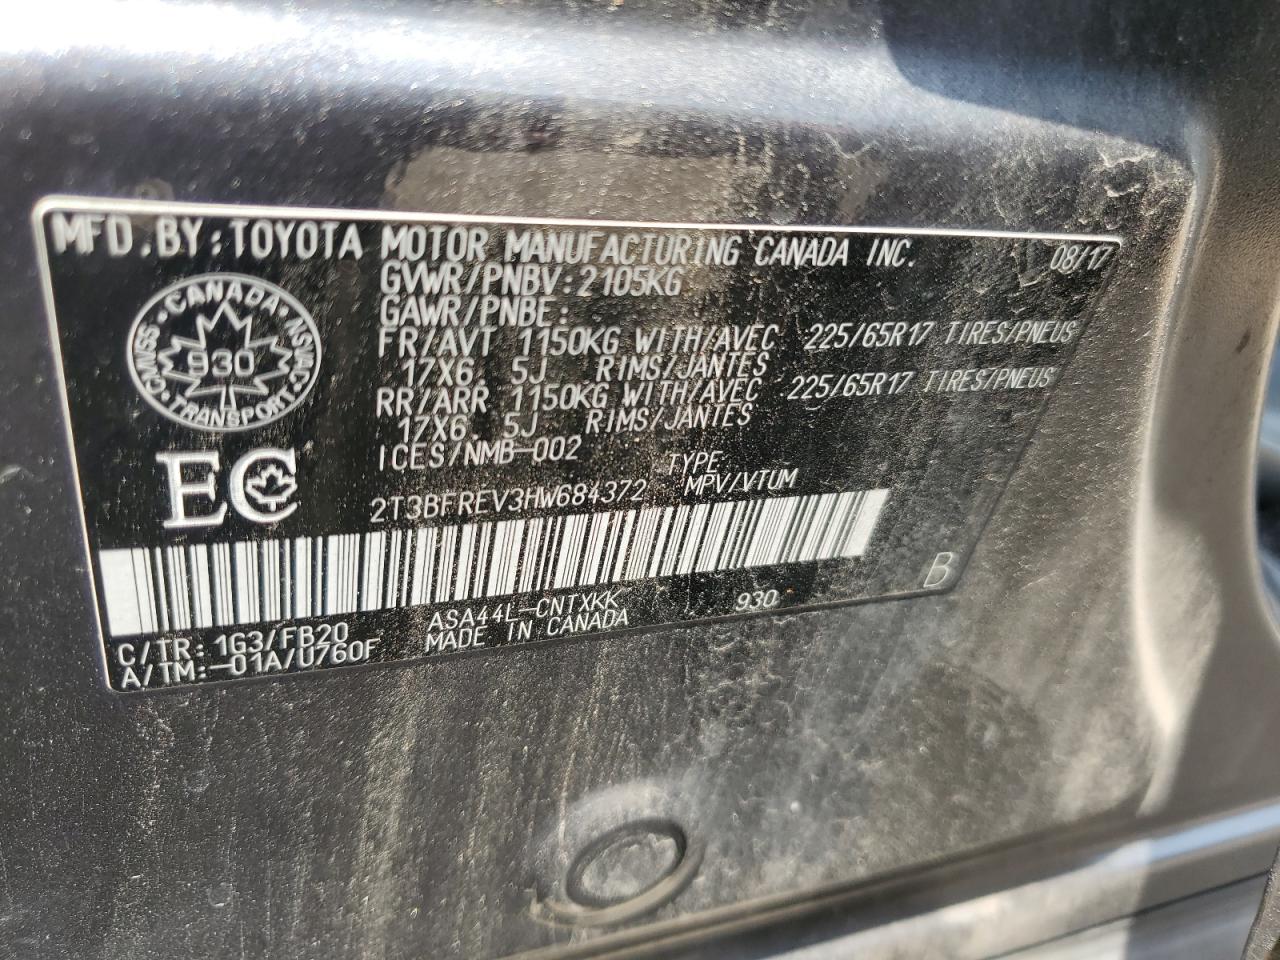 MFD.BY:TOYOTA MOTOR MANUFACTURING CANADA INC. 08/17
GVWR/PNBV:2105KG
GAWR/PNBE:
FR/AVT 1150KG WITH/AVEC 225/65R17 TIRES/PNEUS
17X6.5J RIMS/JANTES
RR/ARR 1150KG WITH/AVEC 225/65R17 TIRES/PNEUS
17X6.5J RIMS/JANTES
ICES/NMB-002
CANADA
CMVSS · NSVAC
930
TRANSPORT
EC
2T3BFREV3HW684372
TYPE
MPV/VTUM
B
C/TR: 1G3/FB20 ASA44L-CNTXKK 930
A/TM:-01A/U760F MADE IN CANADA